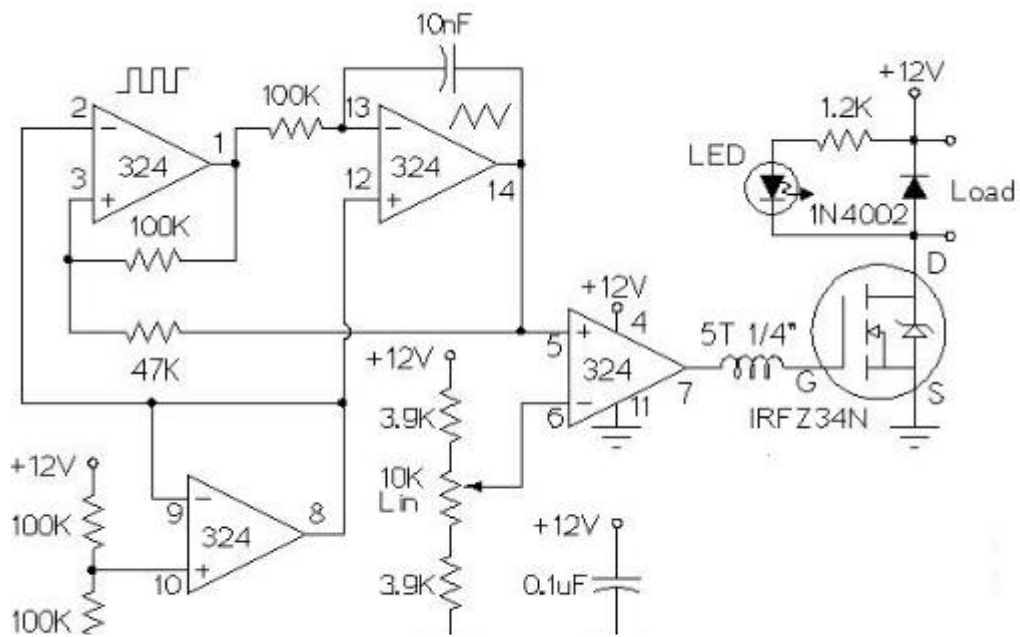 10nF
+12V
100K
1.2K
2
1
13
LED
324
324
3
12
14
1N4002
Load
100K
D
+12V
4
5
5T 1/4"
47K
+12V
324
7
G
S
6
11
3.9K
IRFZ34N
+12V
10K
Lin
9
8
+12V
100K
324
10
3.9K
0.1uF
100K